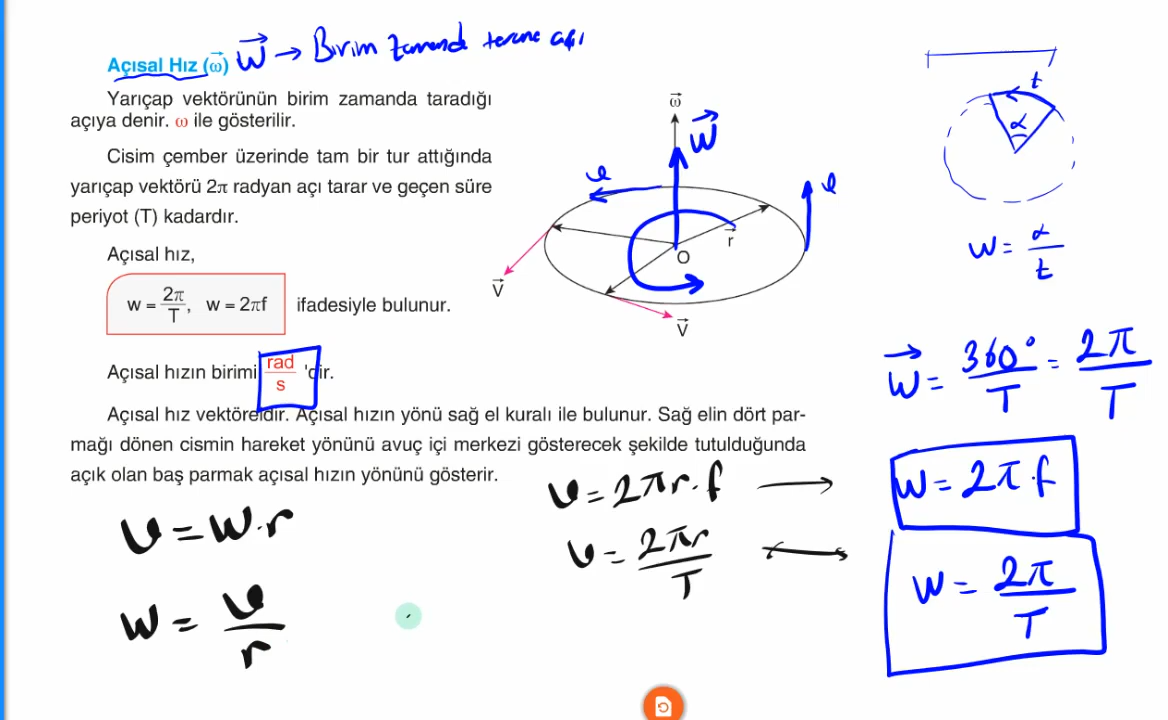 Açısal Hız (ω⃗) w⃗ → Birim zamanda taranan açı
Yarıçap vektörünün birim zamanda taradığı
açıya denir. ω ile gösterilir.
Cisim çember üzerinde tam bir tur attığında
yarıçap vektörü 2π radyan açı tarar ve geçen süre
periyot (T) kadardır.
Açısal hız,
w = 2π/T, w = 2πf ifadesiyle bulunur.
Açısal hızın birimi rad/s 'dir.
Açısal hız vektöreldir. Açısal hızın yönü sağ el kuralı ile bulunur. Sağ elin dört par-
mağı dönen cismin hareket yönünü avuç içi merkezi gösterecek şekilde tutulduğunda
açık olan baş parmak açısal hızın yönünü gösterir.
v = w.r
w = v/r
v = 2πr.f →
v = 2πr/T
ω⃗
w⃗
v
v
r⃗
O
V⃗
V⃗
t
α
w = α/t
w⃗ = 360°/T = 2π/T
w = 2π.f
w = 2π/T